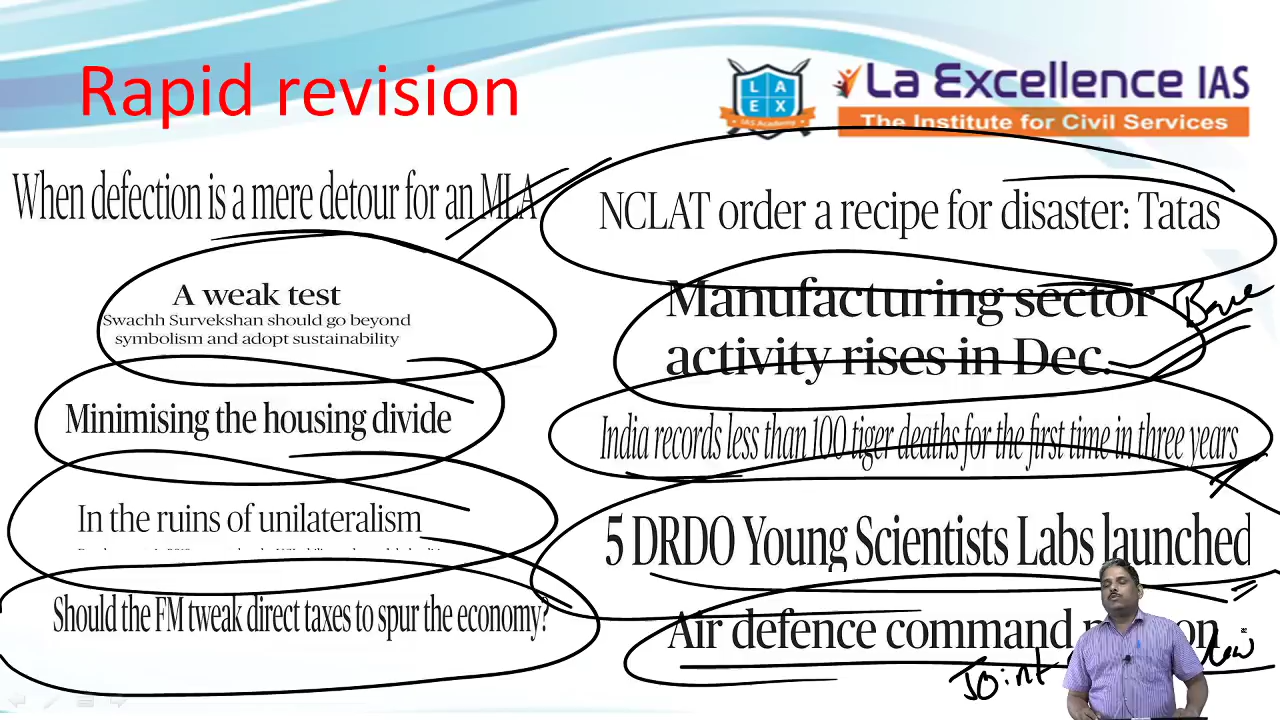 Rapid revision
L A
E X
IAS Academy
La Excellence IAS
The Institute for Civil Services
When defection is a mere detour for an MLA
A weak test
Swachh Survekshan should go beyond
symbolism and adopt sustainability
Minimising the housing divide
In the ruins of unilateralism
Should the FM tweak direct taxes to spur the economy?
NCLAT order a recipe for disaster: Tatas
Manufacturing sector
activity rises in Dec.
India records less than 100 tiger deaths for the first time in three years
5 DRDO Young Scientists Labs launched
Air defence command on
Joint